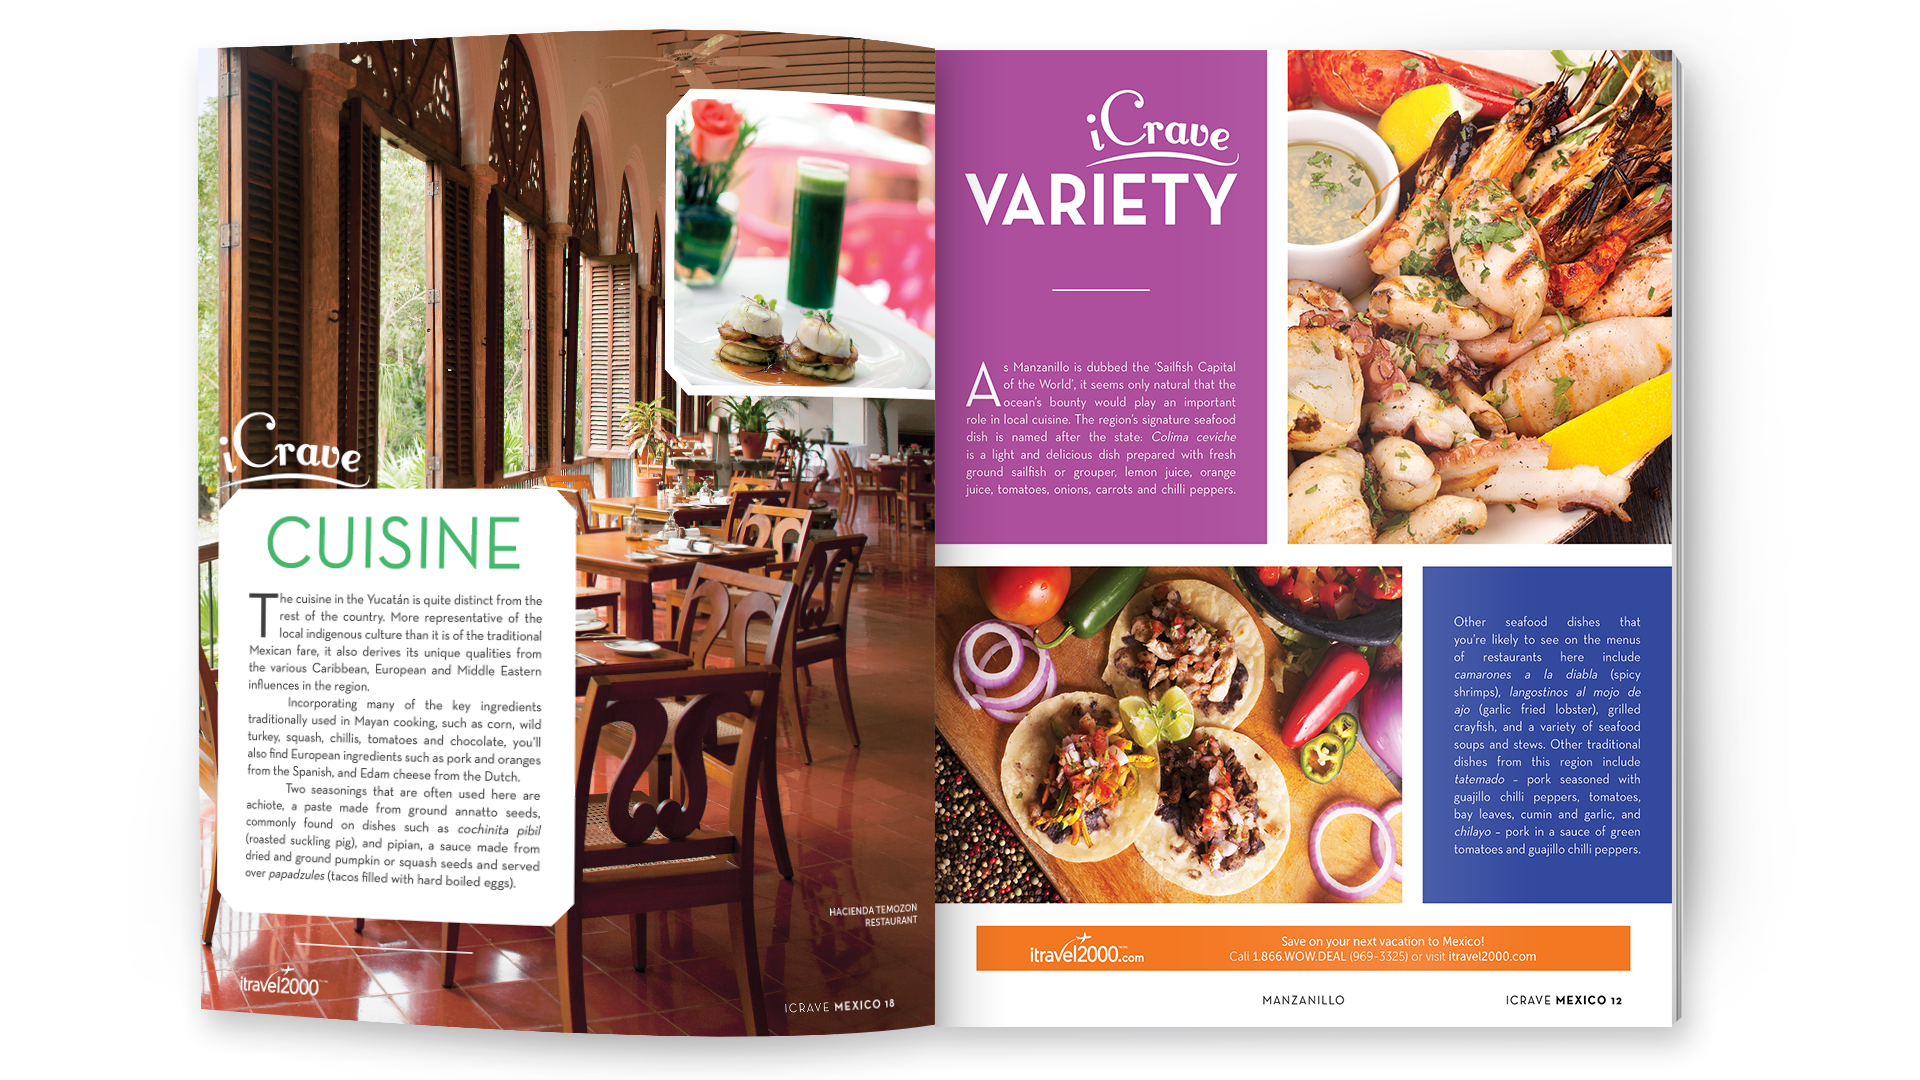 iCrave
CUISINE
The cuisine in the Yucatán is quite distinct from the
rest of the country. More representative of the
local indigenous culture than it is of the traditional
Mexican fare, it also derives its unique qualities from
the various Caribbean, European and Middle Eastern
influences in the region.
Incorporating many of the key ingredients
traditionally used in Mayan cooking, such as corn, wild
turkey, squash, chillis, tomatoes and chocolate, you'll
also find European ingredients such as pork and oranges
from the Spanish, and Edam cheese from the Dutch.
Two seasonings that are often used here are
achiote, a paste made from ground annatto seeds,
commonly found on dishes such as cochinita pibil
(roasted suckling pig), and pipian, a sauce made from
dried and ground pumpkin or squash seeds and served
over papadzules (tacos filled with hard boiled eggs).
HACIENDA TEMOZON
RESTAURANT
itravel2000
ICRAVE MEXICO 18
iCrave
VARIETY
As Manzanillo is dubbed the 'Sailfish Capital
of the World', it seems only natural that the
ocean's bounty would play an important
role in local cuisine. The region's signature seafood
dish is named after the state: Colima ceviche
is a light and delicious dish prepared with fresh
ground sailfish or grouper, lemon juice, orange
juice, tomatoes, onions, carrots and chilli peppers.
Other seafood dishes that
you're likely to see on the menus
of restaurants here include
camarones a la diabla (spicy
shrimps), langostinos al mojo de
ajo (garlic fried lobster), grilled
crayfish, and a variety of seafood
soups and stews. Other traditional
dishes from this region include
tatemado – pork seasoned with
guajillo chilli peppers, tomatoes,
bay leaves, cumin and garlic, and
chilayo – pork in a sauce of green
tomatoes and guajillo chilli peppers.
itravel2000.com
Save on your next vacation to Mexico!
Call 1.866.WOW.DEAL (969-3325) or visit itravel2000.com
MANZANILLO
ICRAVE MEXICO 12